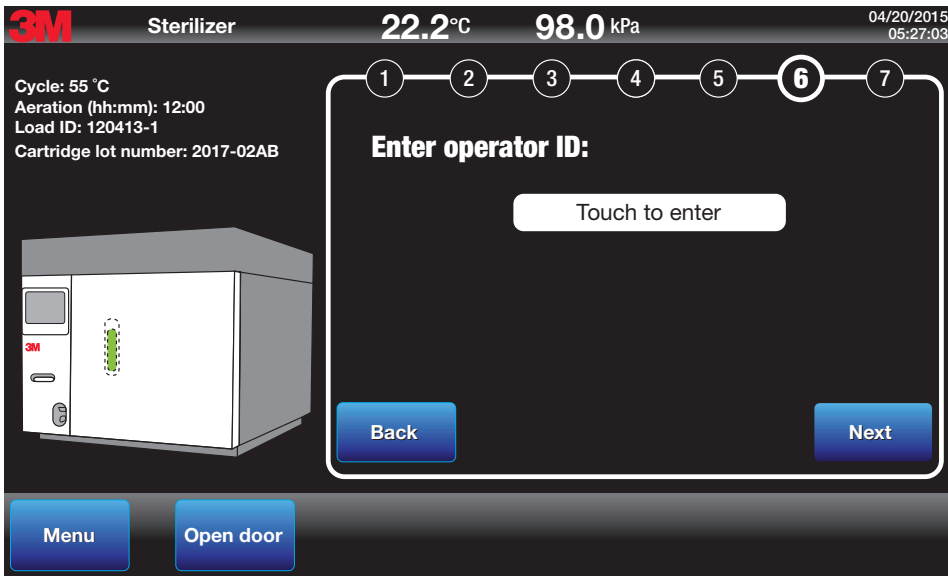 3M Sterilizer 22.2°C 98.0 kPa 04/20/2015
05:27:03
Cycle: 55 °C
Aeration (hh:mm): 12:00
Load ID: 120413-1
Cartridge lot number: 2017-02AB
1 2 3 4 5 6 7
Enter operator ID:
Touch to enter
3M
Back Next
Menu Open door